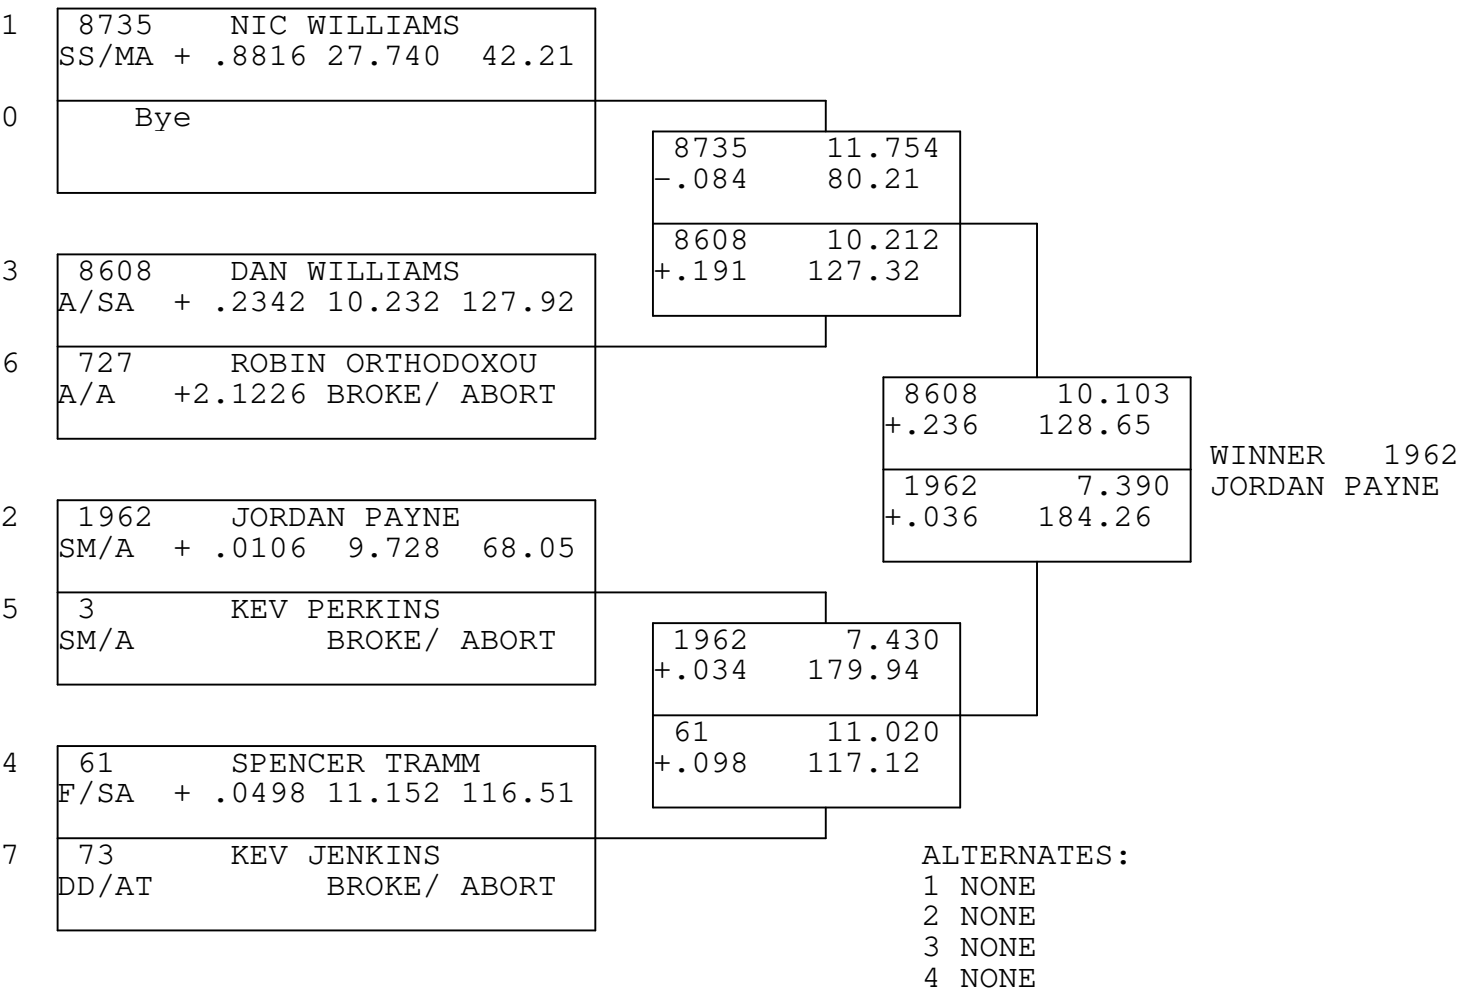 1 8735 NIC WILLIAMS
SS/MA + .8816 27.740 42.21
0 Bye
3 8608 DAN WILLIAMS
A/SA + .2342 10.232 127.92
6 727 ROBIN ORTHODOXOU
A/A +2.1226 BROKE/ ABORT
2 1962 JORDAN PAYNE
SM/A + .0106 9.728 68.05
5 3 KEV PERKINS
SM/A BROKE/ ABORT
4 61 SPENCER TRAMM
F/SA + .0498 11.152 116.51
7 73 KEV JENKINS
DD/AT BROKE/ ABORT
8735 11.754
-.084 80.21
8608 10.212
+.191 127.32
1962 7.430
+.034 179.94
61 11.020
+.098 117.12
8608 10.103
+.236 128.65
1962 7.390
+.036 184.26
WINNER 1962
JORDAN PAYNE
ALTERNATES:
1 NONE
2 NONE
3 NONE
4 NONE